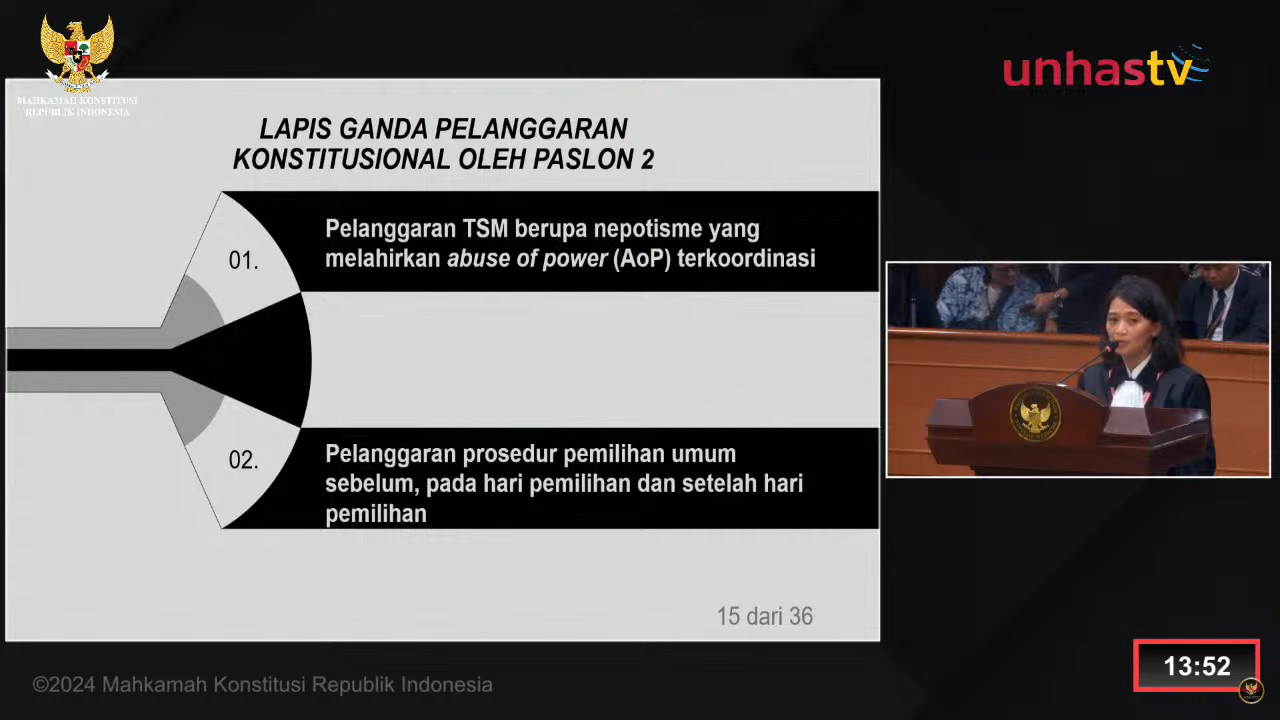 MAHKAMAH KONSTITUSI
REPUBLIK INDONESIA
unhastv
LAPIS GANDA PELANGGARAN
KONSTITUSIONAL OLEH PASLON 2
01.
Pelanggaran TSM berupa nepotisme yang
melahirkan abuse of power (AoP) terkoordinasi
02.
Pelanggaran prosedur pemilihan umum
sebelum, pada hari pemilihan dan setelah hari
pemilihan
15 dari 36
©2024 Mahkamah Konstitusi Republik Indonesia
13:52